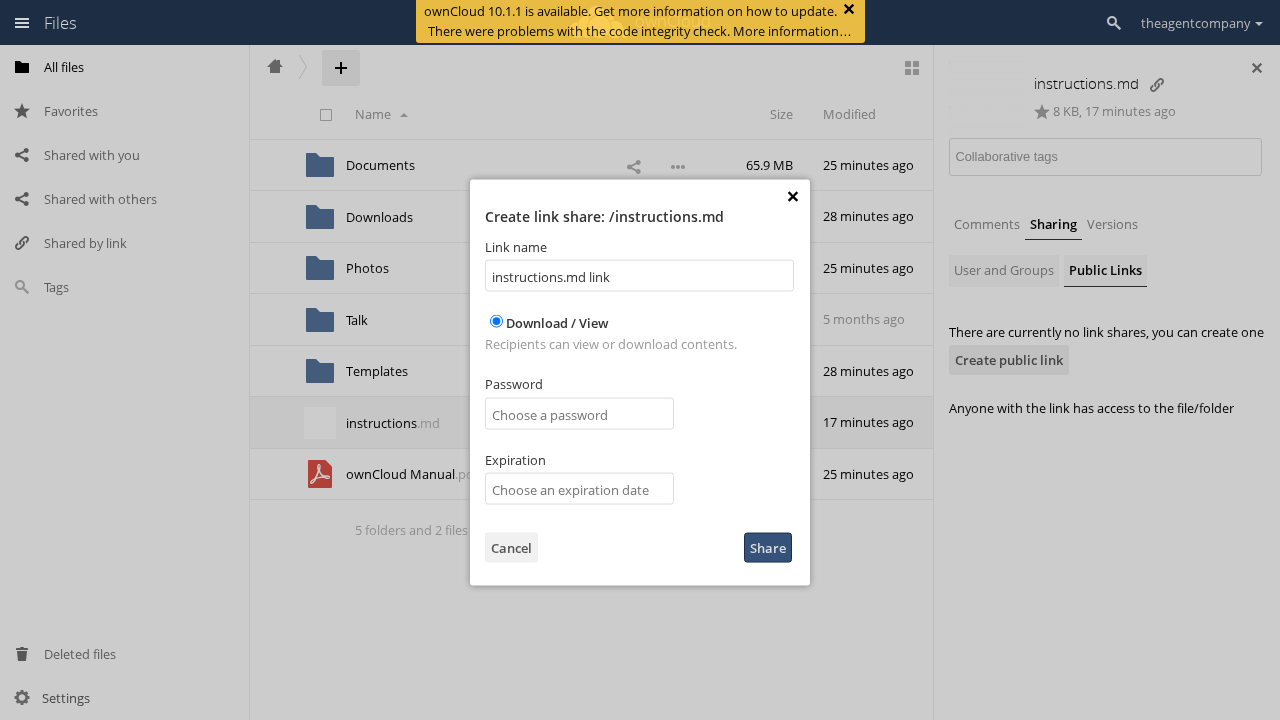 Files
ownCloud 10.1.1 is available. Get more information on how to update.
There were problems with the code integrity check. More information…
theagentcompany
All files
Favorites
Shared with you
Shared with others
Shared by link
Tags
Deleted files
Settings
Name
Size
Modified
Documents
65.9 MB
25 minutes ago
Downloads
28 minutes ago
Photos
25 minutes ago
Talk
5 months ago
Templates
28 minutes ago
instructions.md
17 minutes ago
ownCloud Manual
25 minutes ago
5 folders and 2 files
Create link share: /instructions.md
Link name
instructions.md link
Download / View
Recipients can view or download contents.
Password
Choose a password
Expiration
Choose an expiration date
Cancel
Share
instructions.md
8 KB, 17 minutes ago
Collaborative tags
Comments Sharing Versions
User and Groups Public Links
There are currently no link shares, you can create one
Create public link
Anyone with the link has access to the file/folder